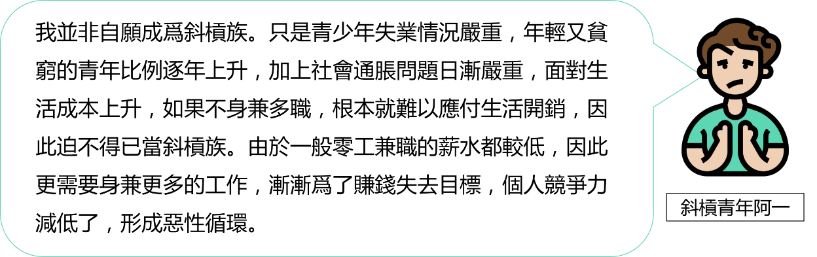 我並非自願成爲斜槓族。只是青少年失業情況嚴重，年輕又貧
窮的青年比例逐年上升，加上社會通脹問題日漸嚴重，面對生
活成本上升，如果不身兼多職，根本就難以應付生活開銷，因
此迫不得已當斜槓族。由於一般零工兼職的薪水都較低，因此
更需要身兼更多的工作，漸漸爲了賺錢失去目標，個人競爭力
減低了，形成惡性循環。
斜槓青年阿一